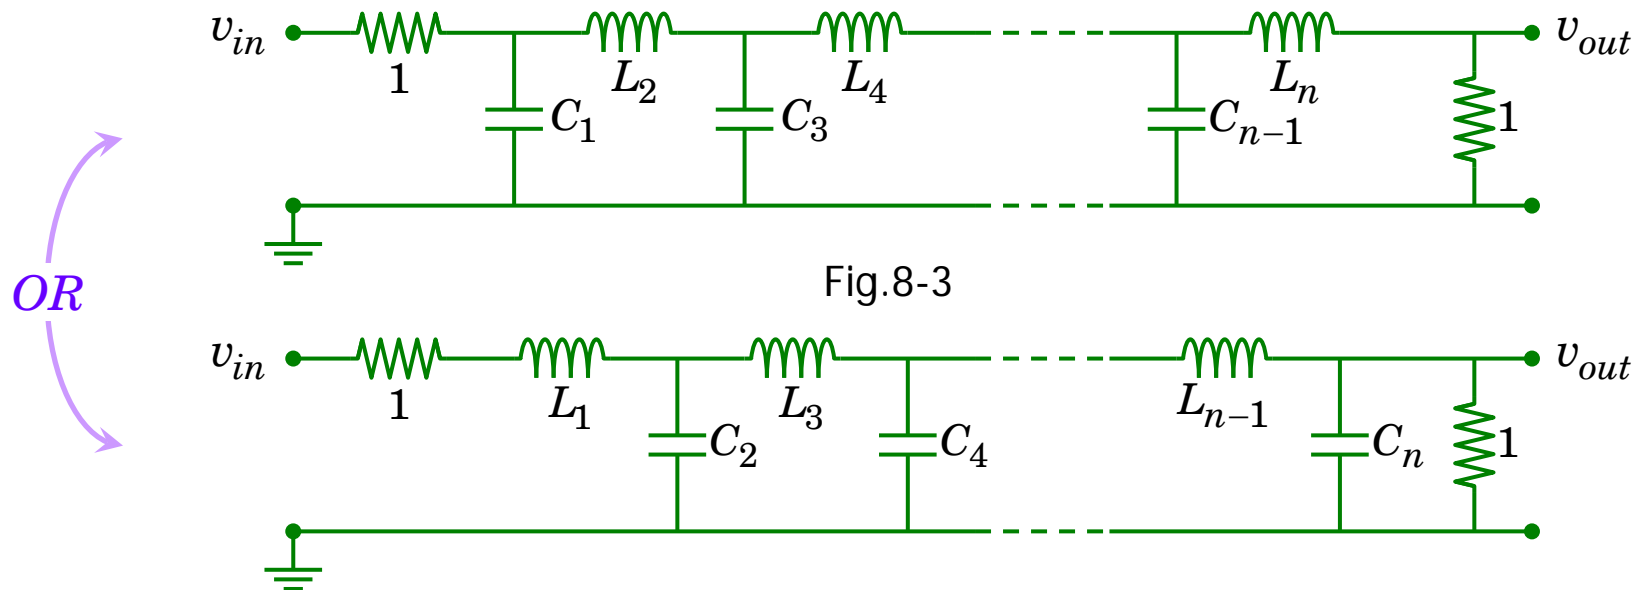 v_in 1 C_1 L_2 C_3 L_4 C_{n-1} L_n 1 v_out
OR
Fig.8-3
v_in 1 L_1 C_2 L_3 C_4 L_{n-1} C_n 1 v_out